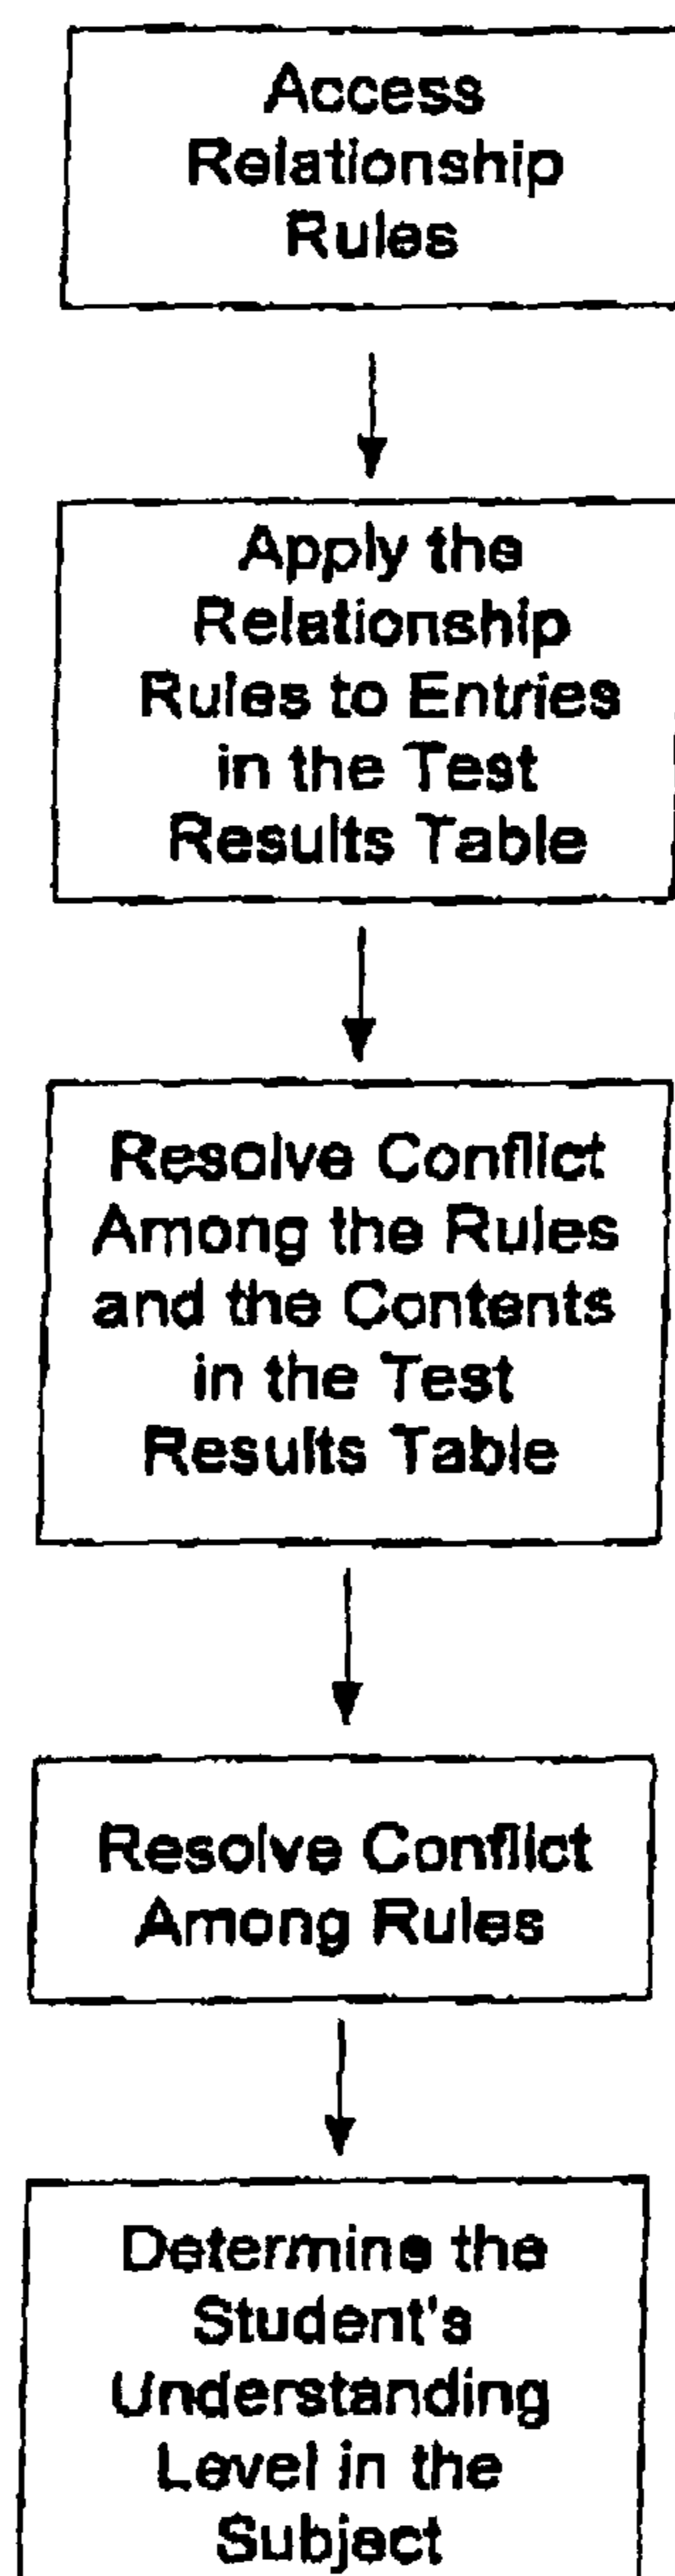 Access
Relationship
Rules
Apply the
Relationship
Rules to Entries
in the Test
Results Table
Resolve Conflict
Among the Rules
and the Contents
in the Test
Results Table
Resolve Conflict
Among Rules
Determine the
Student's
Understanding
Level in the
Subject